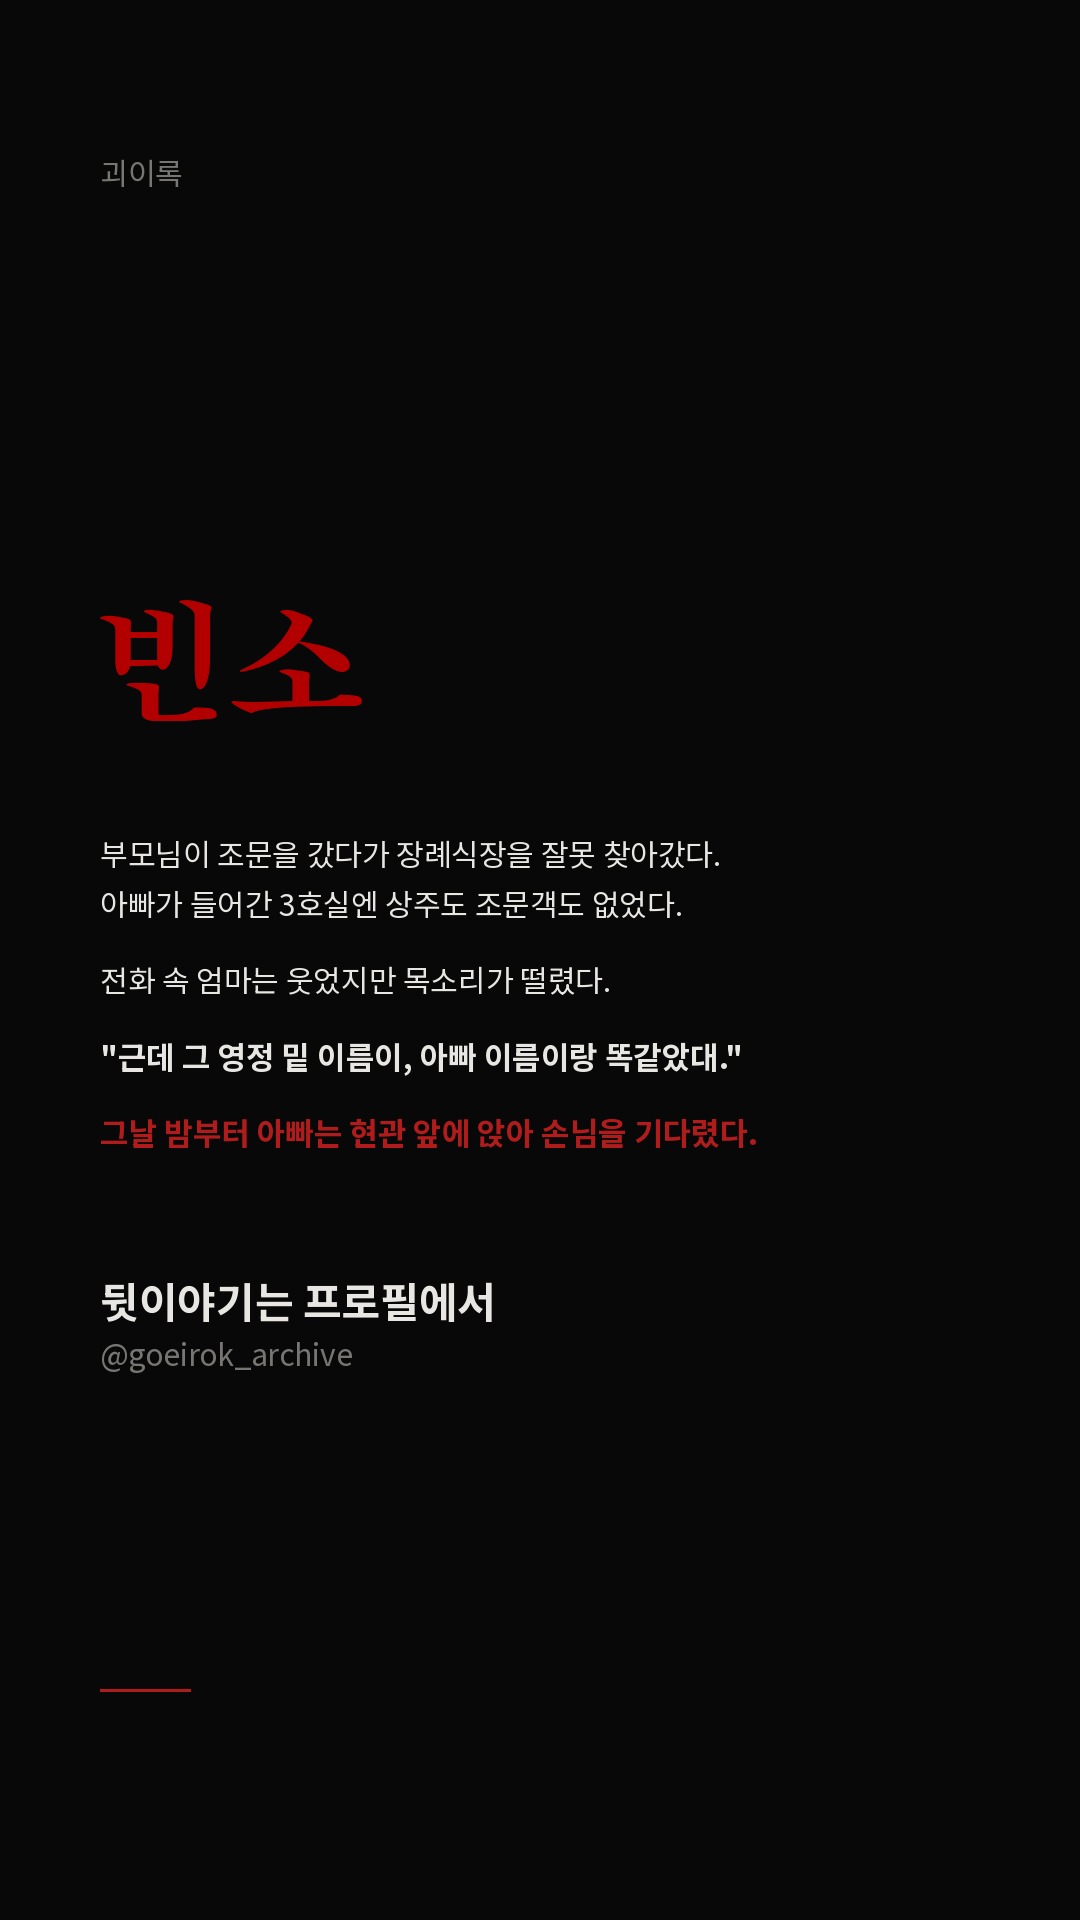 괴이록
빈소
부모님이 조문을 갔다가 장례식장을 잘못 찾아갔다.
아빠가 들어간 3호실엔 상주도 조문객도 없었다.
전화 속 엄마는 웃었지만 목소리가 떨렸다.
"근데 그 영정 밑 이름이, 아빠 이름이랑 똑같았대."
그날 밤부터 아빠는 현관 앞에 앉아 손님을 기다렸다.
뒷이야기는 프로필에서
@goeirok_archive